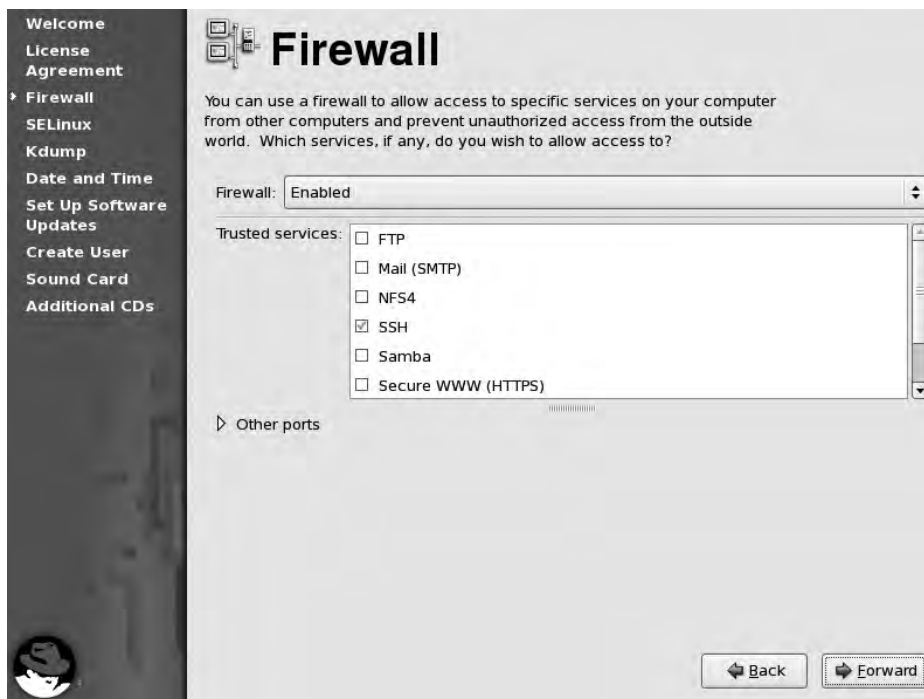 Welcome
License
Agreement
Firewall
SELinux
Kdump
Date and Time
Set Up Software
Updates
Create User
Sound Card
Additional CDs
Firewall
You can use a firewall to allow access to specific services on your computer
from other computers and prevent unauthorized access from the outside
world. Which services, if any, do you wish to allow access to?
Firewall: Enabled
Trusted services:
FTP
Mail (SMTP)
NFS4
SSH
Samba
Secure WWW (HTTPS)
Other ports
Back
Forward